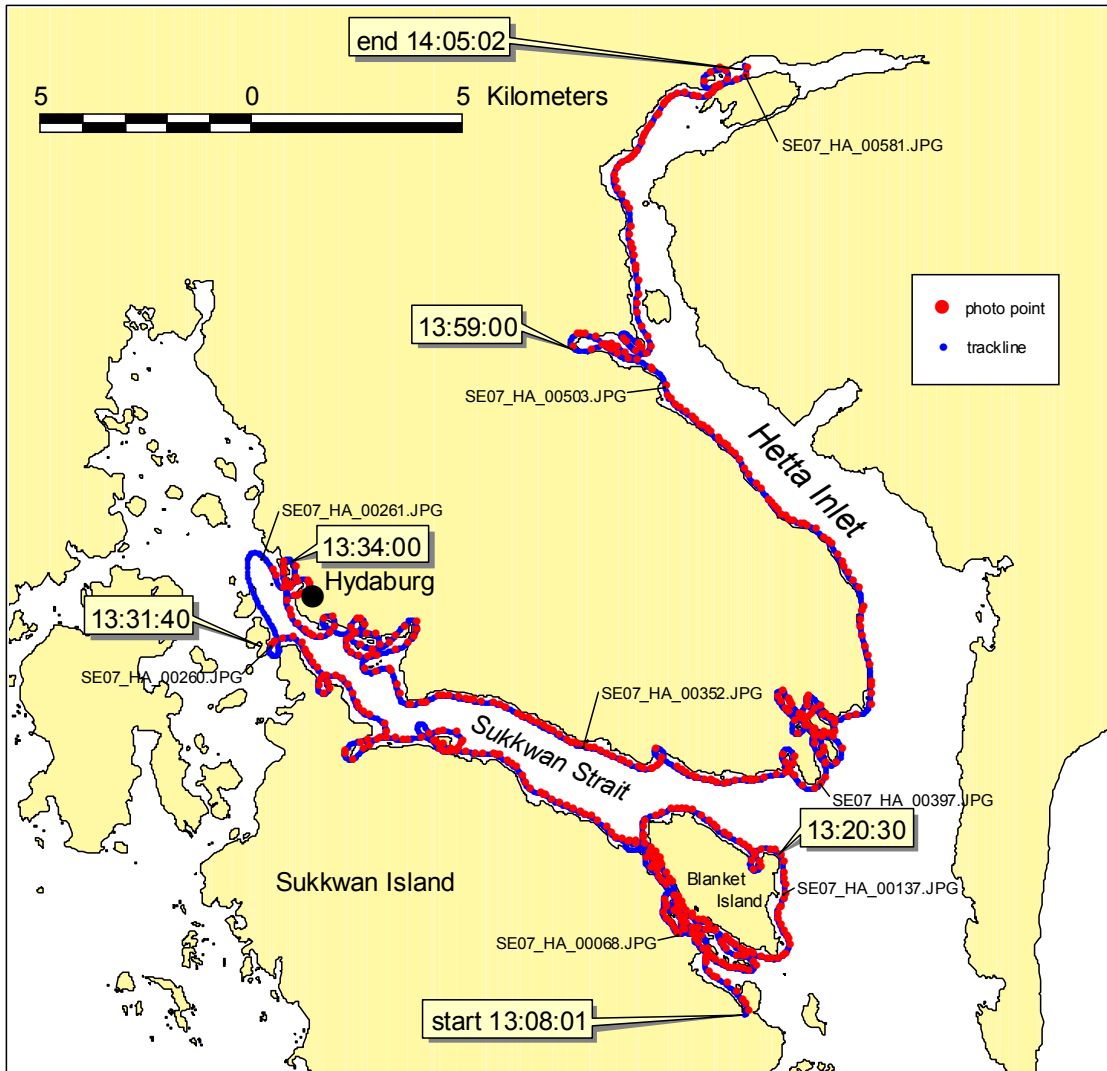 end 14:05:02
5 0 5 Kilometers
SE07_HA_00581.JPG
photo point
trackline
13:59:00
SE07_HA_00503.JPG
Hetta Inlet
SE07_HA_00261.JPG
13:34:00
Hydaburg
13:31:40
SE07_HA_00260.JPG
SE07_HA_00352.JPG
Sukkwan Strait
SE07_HA_00397.JPG
13:20:30
Sukkwan Island
Blanket
Island
SE07_HA_00137.JPG
SE07_HA_00068.JPG
start 13:08:01